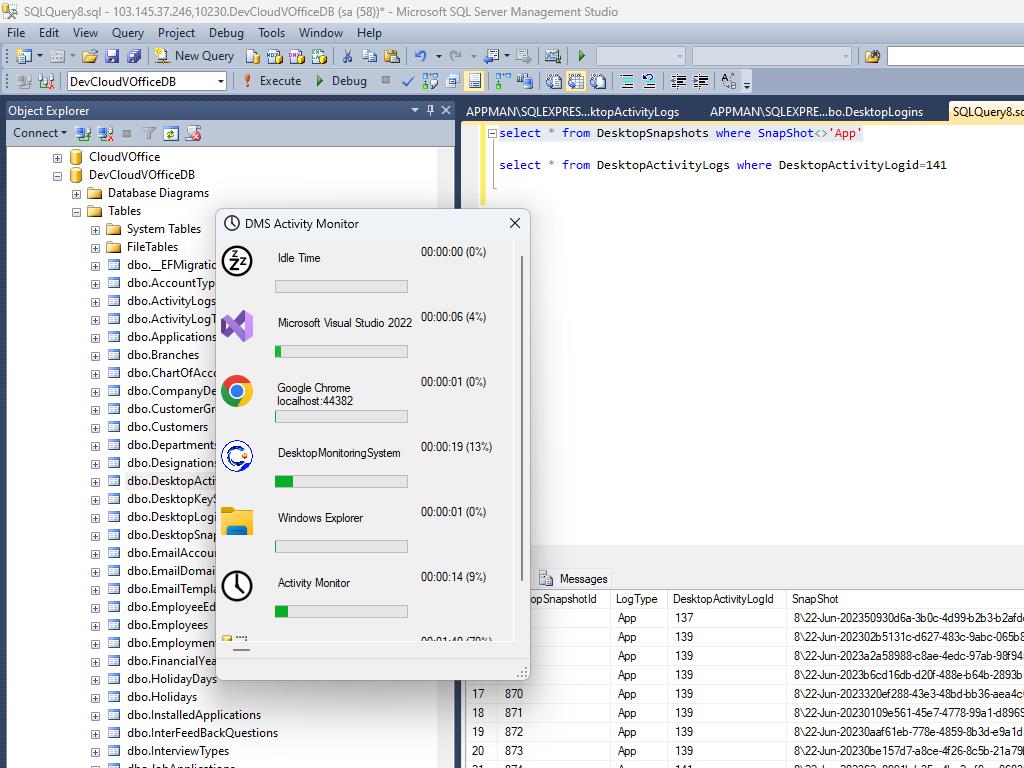 SQLQuery8.sql - 103.145.37.246,10230.DevCloudVOfficeDB (sa (58))* - Microsoft SQL Server Management Studio
File Edit View Query Project Debug Tools Window Help
New Query
DevCloudVOfficeDB Execute Debug
Object Explorer
Connect
CloudVOffice
DevCloudVOfficeDB
Database Diagrams
Tables
System Tables
FileTables
dbo.__EFMigratio
dbo.AccountTyp
dbo.ActivityLogs
dbo.ActivityLogT
dbo.Applications
dbo.Branches
dbo.ChartOfAcco
dbo.CompanyDe
dbo.CustomerGr
dbo.Customers
dbo.Departments
dbo.Designations
dbo.DesktopActi
dbo.DesktopKeyS
dbo.DesktopLogi
dbo.DesktopSnap
dbo.EmailAccou
dbo.EmailDomai
dbo.EmailTempla
dbo.EmployeeEd
dbo.Employees
dbo.Employmen
dbo.FinancialYea
dbo.HolidayDays
dbo.Holidays
dbo.InstalledApplications
dbo.InterFeedBackQuestions
dbo.InterviewTypes
dbo.JobApplications
APPMAN\SQLEXPRES...ktopActivityLogs APPMAN\SQLEXPRE...bo.DesktopLogins SQLQuery8.sq
select * from DesktopSnapshots where SnapShot<>'App'
select * from DesktopActivityLogs where DesktopActivityLogid=141
DMS Activity Monitor
Idle Time 00:00:00 (0%)
Microsoft Visual Studio 2022 00:00:06 (4%)
Google Chrome 00:00:01 (0%)
localhost:44382
DesktopMonitoringSystem 00:00:19 (13%)
Windows Explorer 00:00:01 (0%)
Activity Monitor 00:00:14 (9%)
Messages
opSnapshotId LogType DesktopActivityLogId SnapShot
App 137 8\22-Jun-202350930d6a-3b0c-4d99-b2b3-b2afde
App 139 8\22-Jun-202302b5131c-d627-483c-9abc-065b8
App 139 8\22-Jun-2023a2a58988-c8ae-4edc-97ab-98f94
App 139 8\22-Jun-2023b6cd16db-d20f-488e-b64b-2893b
17 870 App 139 8\22-Jun-2023320ef288-43e3-48bd-bb36-aea4c
18 871 App 139 8\22-Jun-20230109e561-45e7-4778-99a1-d8969
19 872 App 139 8\22-Jun-20230aaf61eb-778e-4859-8b3d-e9a1d
20 873 App 139 8\22-Jun-20230be157d7-a8ce-4f26-8c5b-21a79